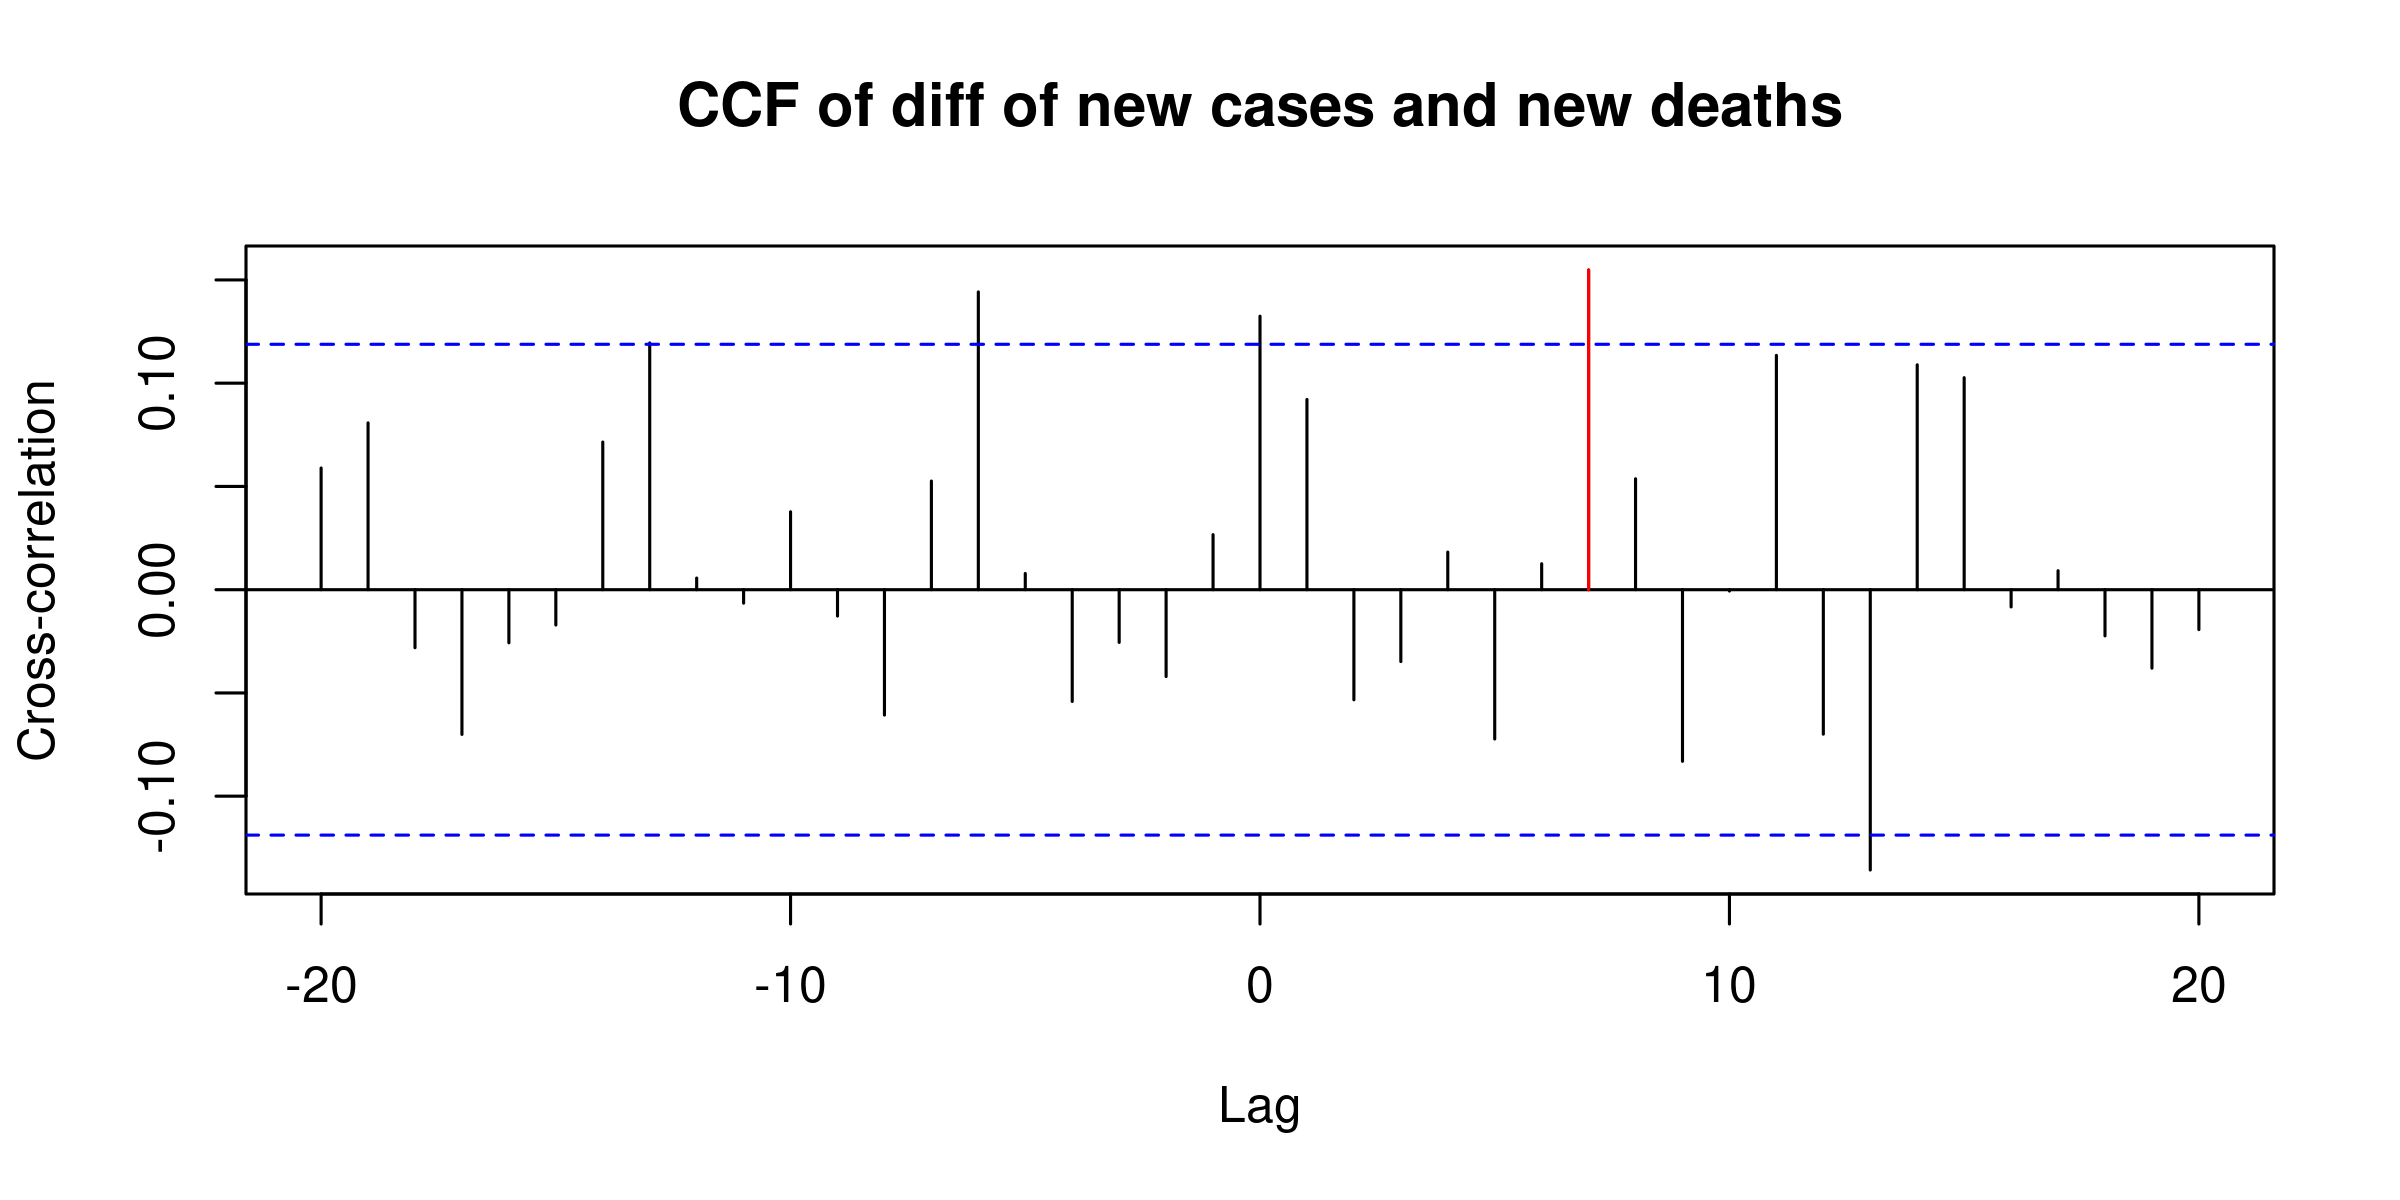 CCF of diff of new cases and new deaths
Cross-correlation
0.10
0.00
-0.10
-20 -10 0 10 20
Lag